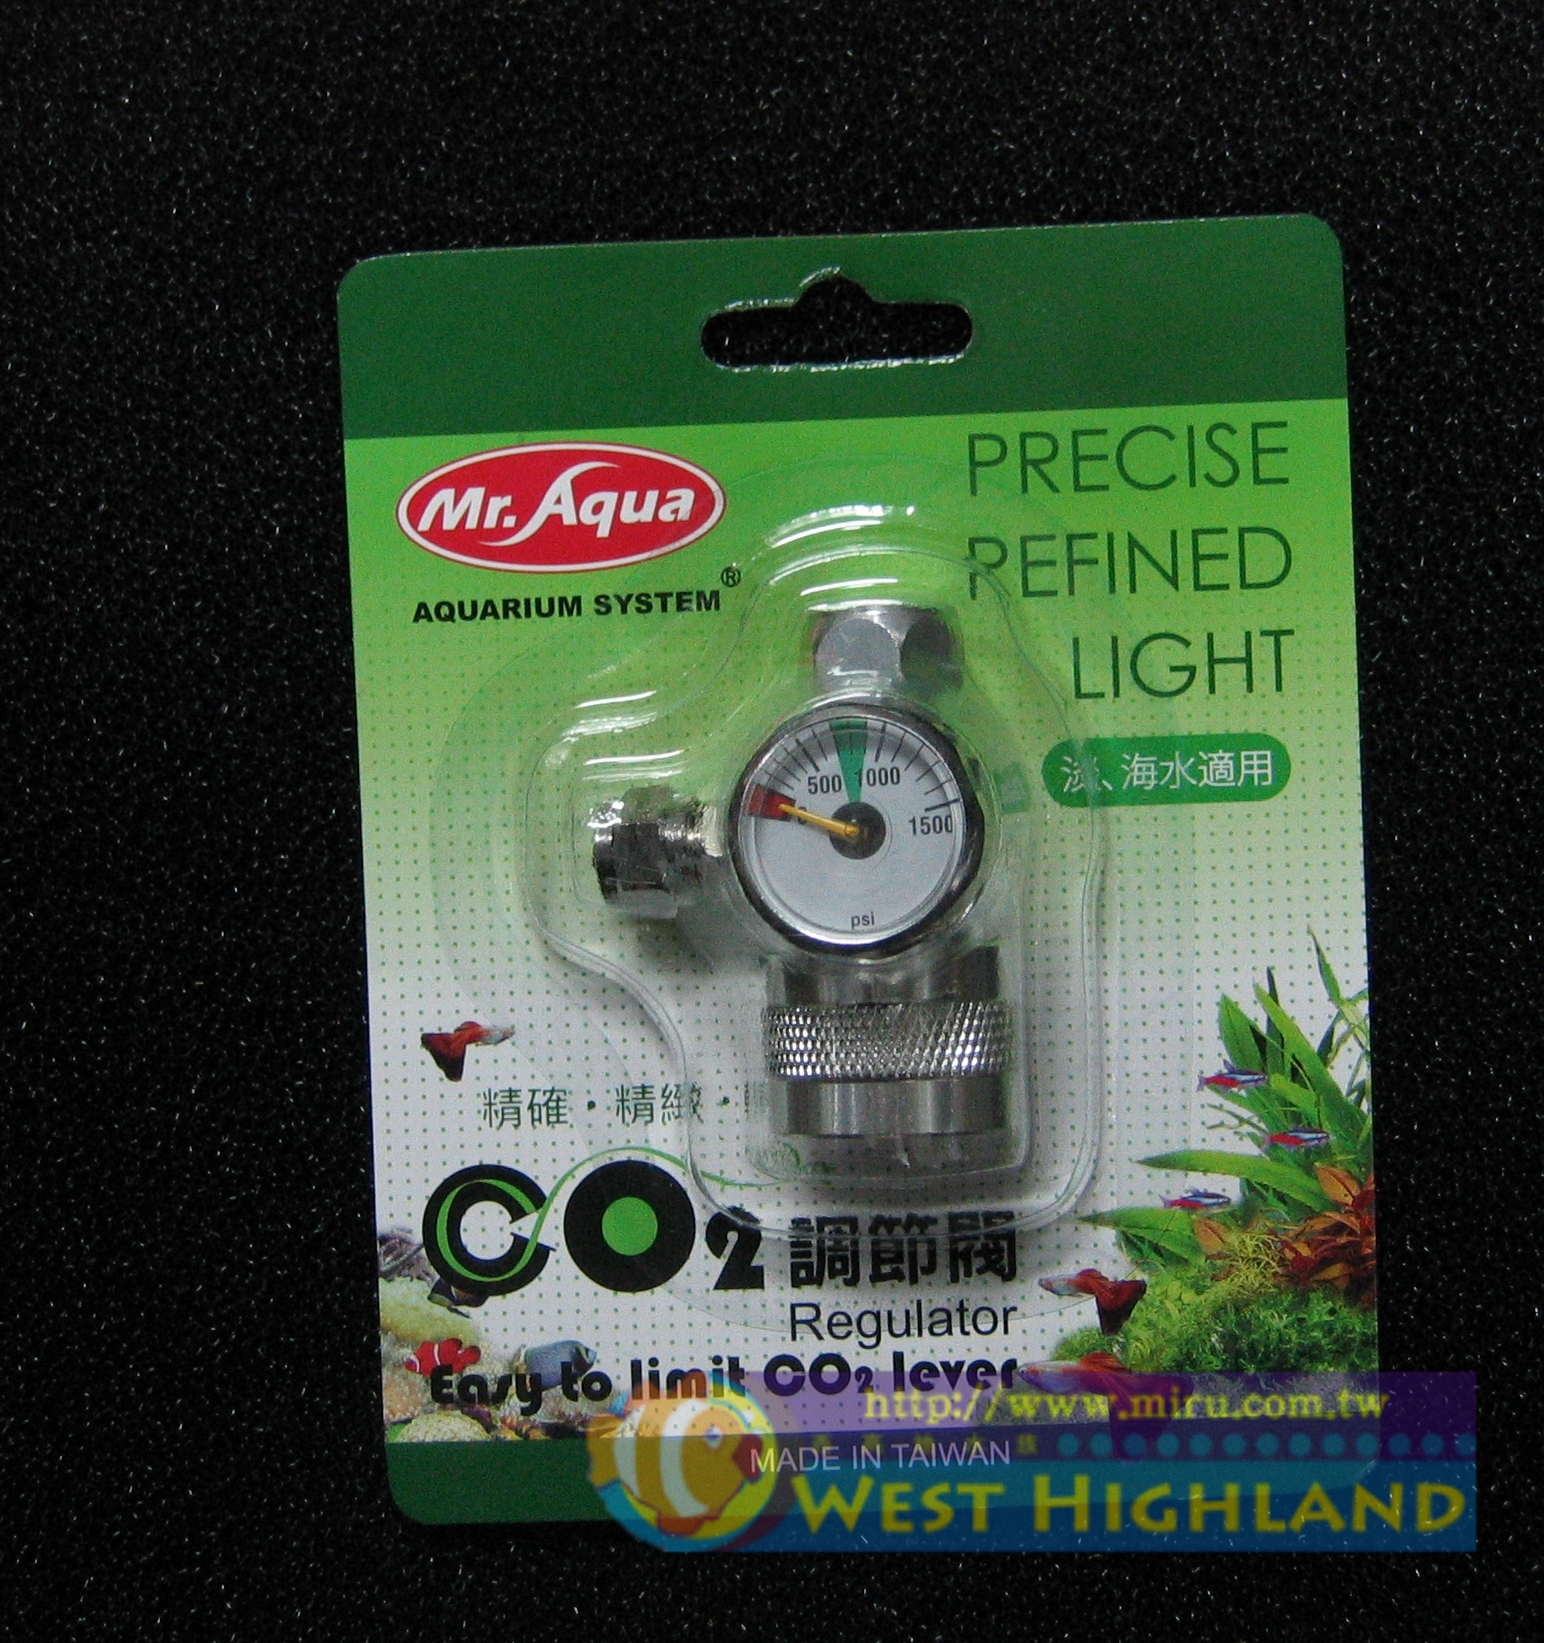 Mr. Aqua
®
AQUARIUM SYSTEM
PRECISE
REFINED
LIGHT
淡、海水適用
500 1000
0
1500
psi
精確・精緻・
CO2 調節閥
Regulator
Easy to limit CO2 lever
http://www.miru.com.tw
MADE IN TAIWAN
WEST HIGHLAND